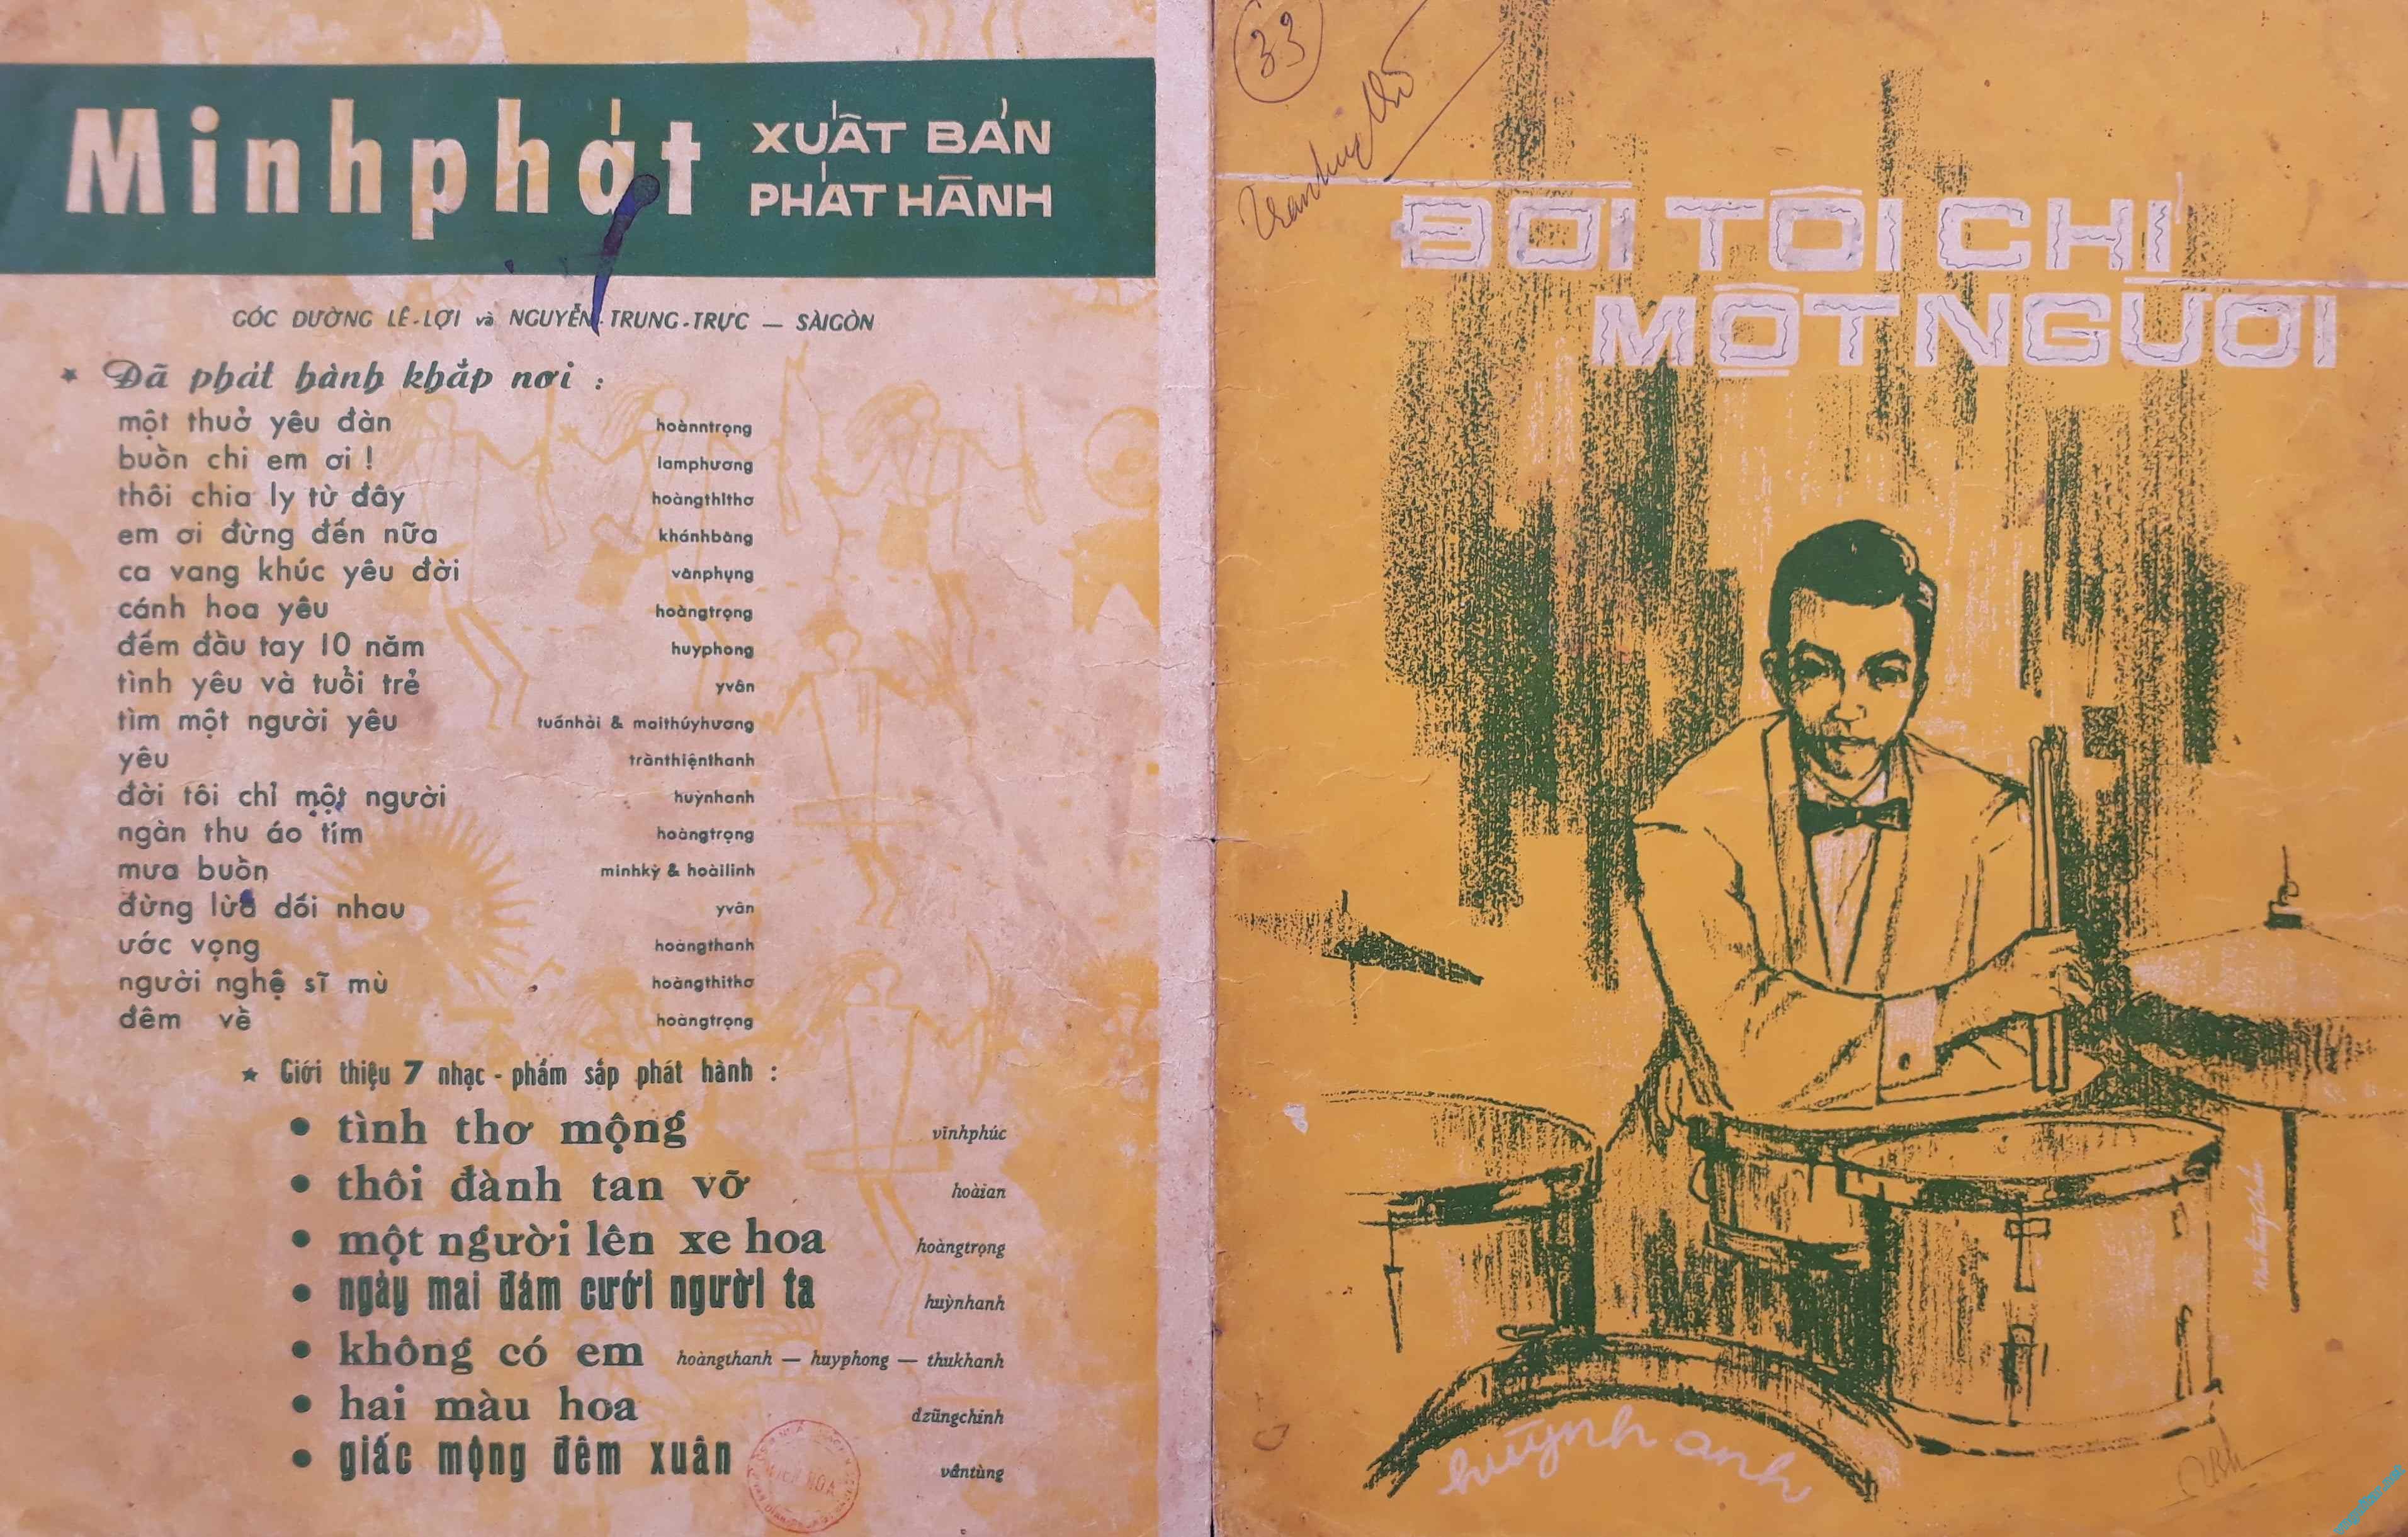 Minhphát
XUẤT BẢN
PHÁT HÀNH
GÓC ĐƯỜNG LÊ-LỢI và NGUYỄN-TRUNG-TRỰC — SÀIGÒN
★ Đã phát hành khắp nơi :
một thuở yêu đàn hoànntrọng
buồn chi em ơi ! lamphương
thôi chia ly từ đây hoàngthithơ
em ơi đừng đến nữa khánhbăng
ca vang khúc yêu đời vănphụng
cánh hoa yêu hoàngtrọng
đếm đầu tay 10 năm huyphong
tình yêu và tuổi trẻ yvân
tìm một người yêu tuấnhải & maithúyhương
yêu trầnthiệnthanh
đời tôi chỉ một người huỳnhanh
ngàn thu áo tím hoàngtrọng
mưa buồn minhkỳ & hoàilinh
đừng lừa dối nhau yvân
ước vọng hoàngthanh
người nghệ sĩ mù hoàngthithơ
đêm về hoàngtrọng
★ Giới thiệu 7 nhạc - phẩm sắp phát hành :
• tình thơ mộng vĩnhphúc
• thôi đành tan vỡ hoàian
• một người lên xe hoa hoàngtrọng
• ngày mai đám cưới người ta huỳnhanh
• không có em hoàngthanh — huyphong — thukhanh
• hai màu hoa dzũngchinh
• giấc mộng đêm xuân văntùng
33
ĐỜI TÔI CHỈ
MỘT NGƯỜI
huỳnh anh